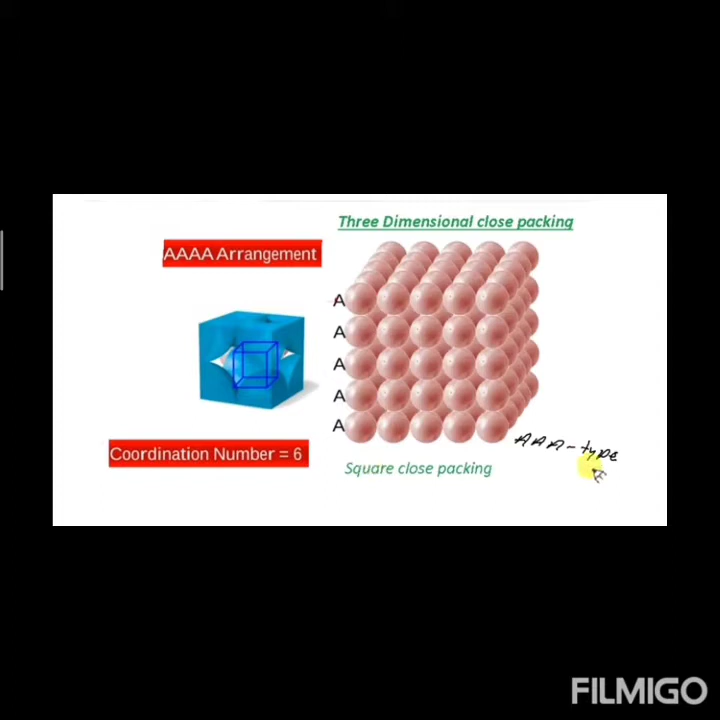 Three Dimensional close packing
AAAA Arrangement
A
A
A
A
A
Coordination Number = 6
Square close packing
AAA-type
FILMIGO